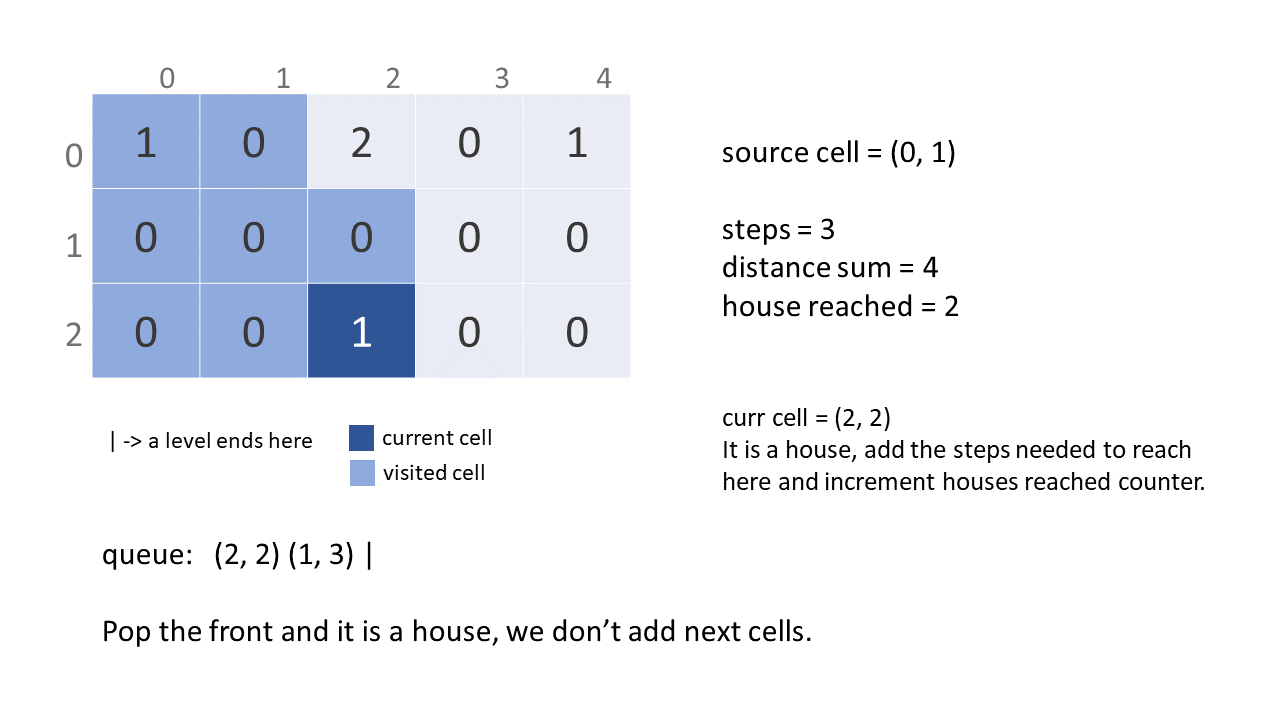 0 1 2 3 4
0 1 0 2 0 1
1 0 0 0 0 0
2 0 0 1 0 0
source cell = (0, 1)
steps = 3
distance sum = 4
house reached = 2
curr cell = (2, 2)
It is a house, add the steps needed to reach
here and increment houses reached counter.
| -> a level ends here
current cell
visited cell
queue: (2, 2) (1, 3) |
Pop the front and it is a house, we don’t add next cells.